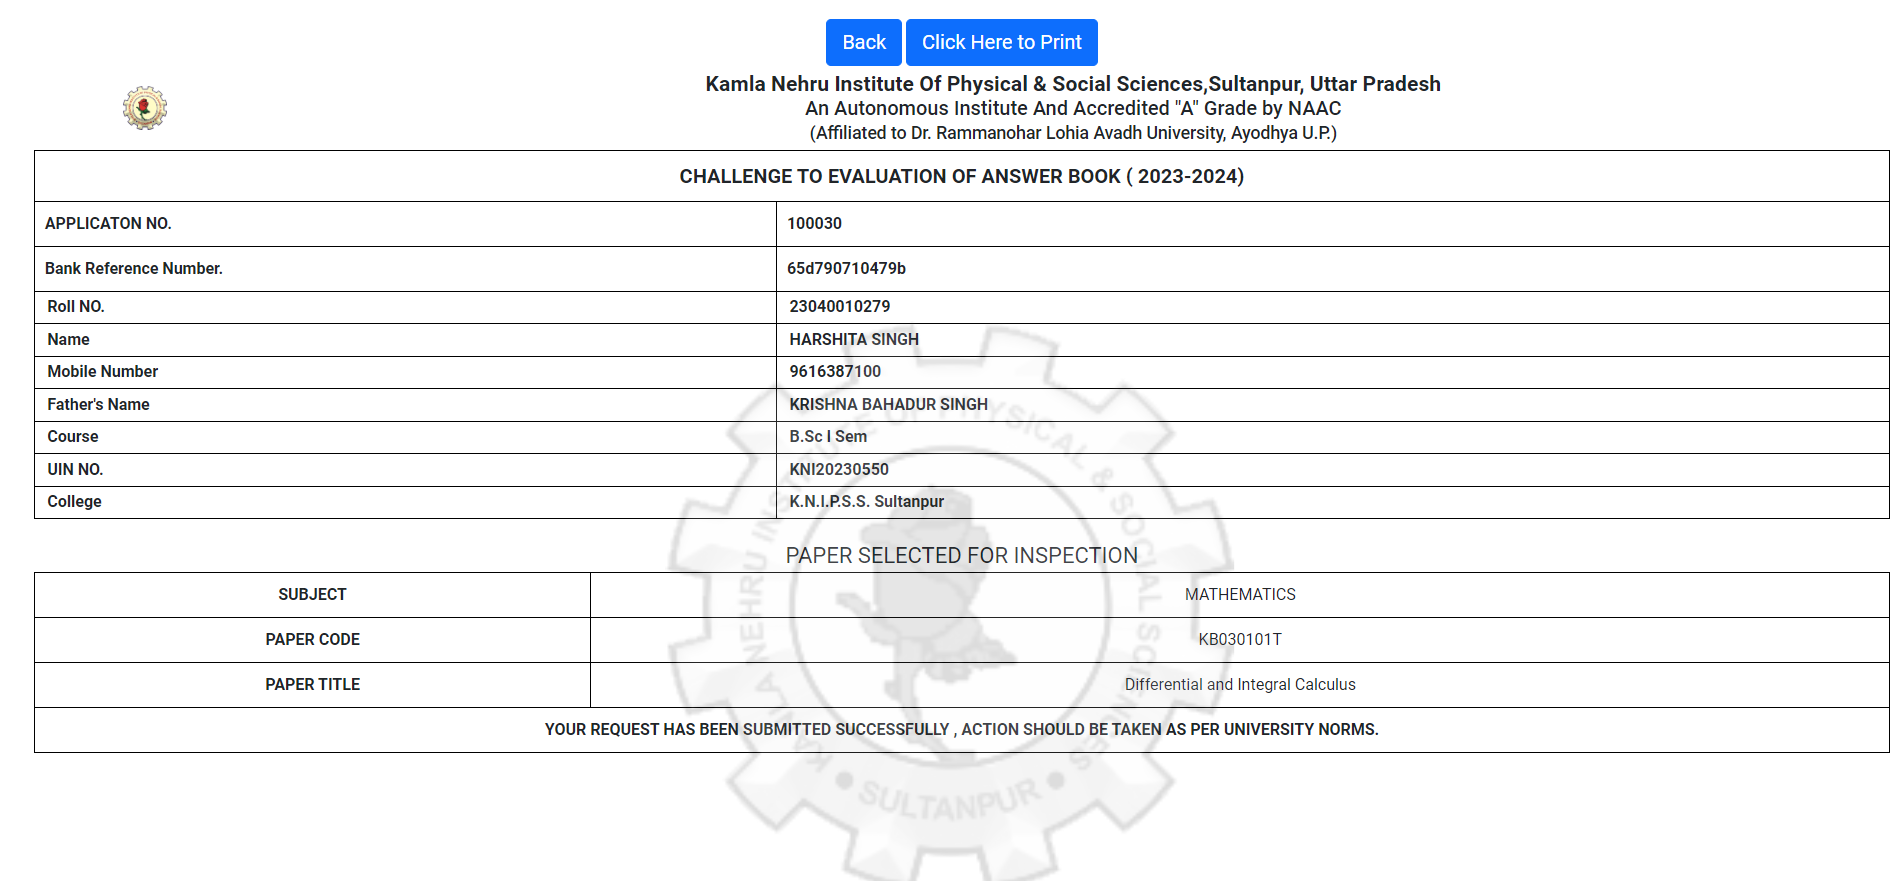 Back Click Here to Print
Kamla Nehru Institute Of Physical & Social Sciences,Sultanpur, Uttar Pradesh
An Autonomous Institute And Accredited "A" Grade by NAAC
(Affiliated to Dr. Rammanohar Lohia Avadh University, Ayodhya U.P.)
CHALLENGE TO EVALUATION OF ANSWER BOOK ( 2023-2024)
APPLICATON NO. 100030
Bank Reference Number. 65d790710479b
Roll NO. 23040010279
Name HARSHITA SINGH
Mobile Number 9616387100
Father's Name KRISHNA BAHADUR SINGH
Course B.Sc I Sem
UIN NO. KNI20230550
College K.N.I.P.S.S. Sultanpur
PAPER SELECTED FOR INSPECTION
SUBJECT MATHEMATICS
PAPER CODE KB030101T
PAPER TITLE Differential and Integral Calculus
YOUR REQUEST HAS BEEN SUBMITTED SUCCESSFULLY , ACTION SHOULD BE TAKEN AS PER UNIVERSITY NORMS.
KAMLA NEHRU INSTITUTE OF PHYSICAL & SOCIAL SCIENCES
• SULTANPUR •